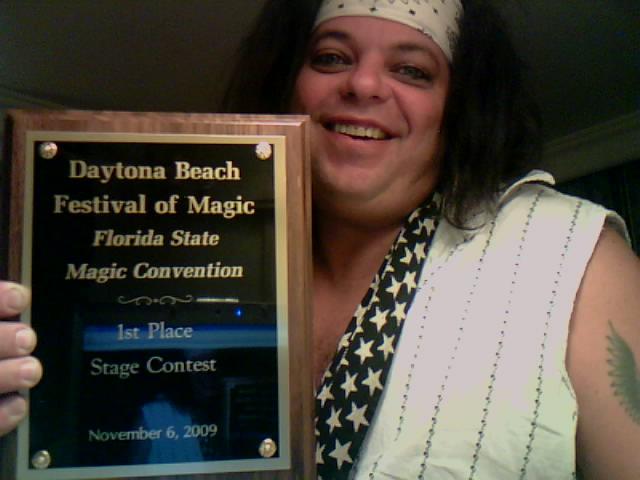 Daytona Beach
Festival of Magic
Florida State
Magic Convention
1st Place
Stage Contest
November 6, 2009